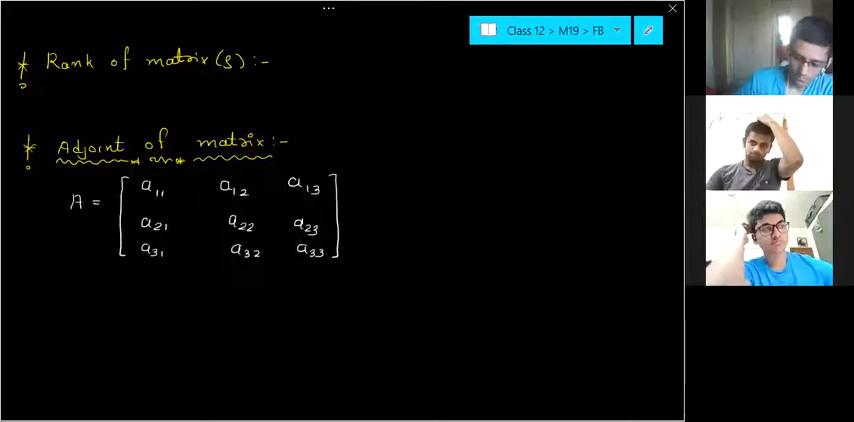 ...
Class 12 > M19 > FB
* Rank of matrix (ρ) :-
* Adjoint of matrix :-
A = [ a₁₁ a₁₂ a₁₃
a₂₁ a₂₂ a₂₃
a₃₁ a₃₂ a₃₃ ]